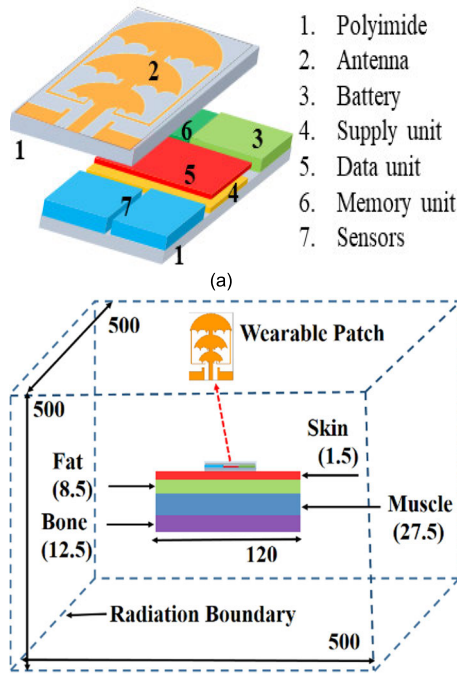 1. Polyimide
2. Antenna
3. Battery
4. Supply unit
5. Data unit
6. Memory unit
7. Sensors
2
1
6
3
5
4
7
1
(a)
500
500
Wearable Patch
Skin
(1.5)
Fat
(8.5)
Bone
(12.5)
Muscle
(27.5)
120
Radiation Boundary
500